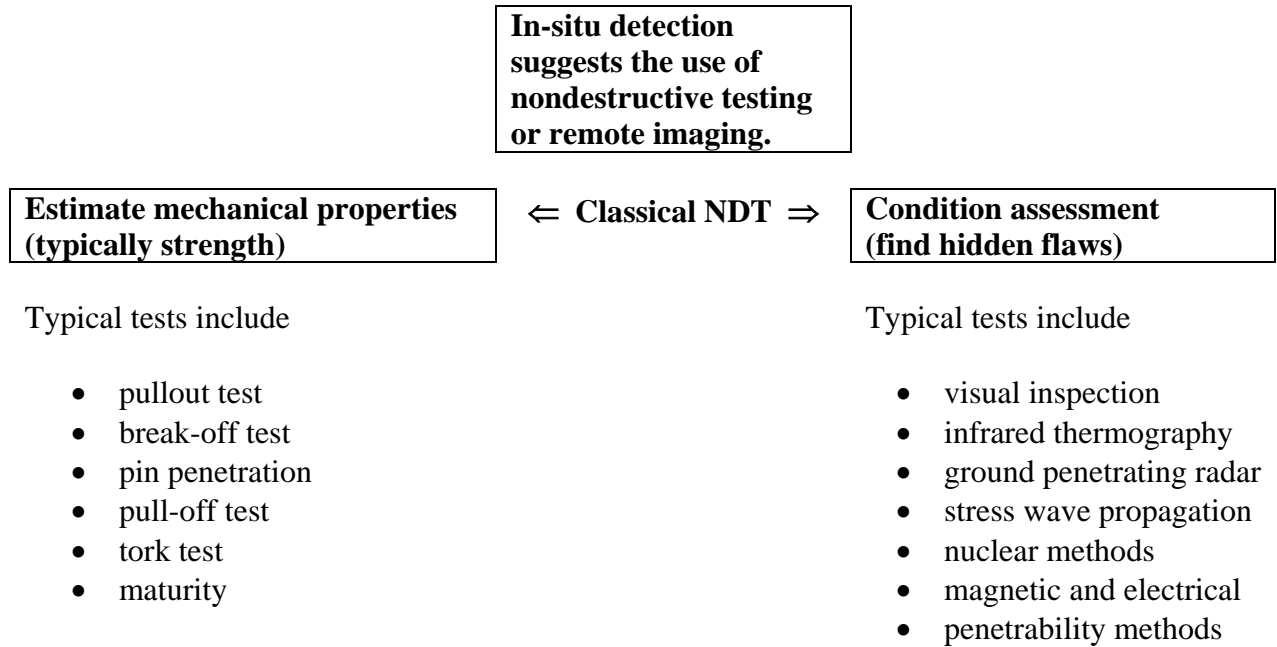 In-situ detection
suggests the use of
nondestructive testing
or remote imaging.
Estimate mechanical properties
(typically strength)
⇐ Classical NDT ⇒
Condition assessment
(find hidden flaws)
Typical tests include
• pullout test
• break-off test
• pin penetration
• pull-off test
• tork test
• maturity
Typical tests include
• visual inspection
• infrared thermography
• ground penetrating radar
• stress wave propagation
• nuclear methods
• magnetic and electrical
• penetrability methods